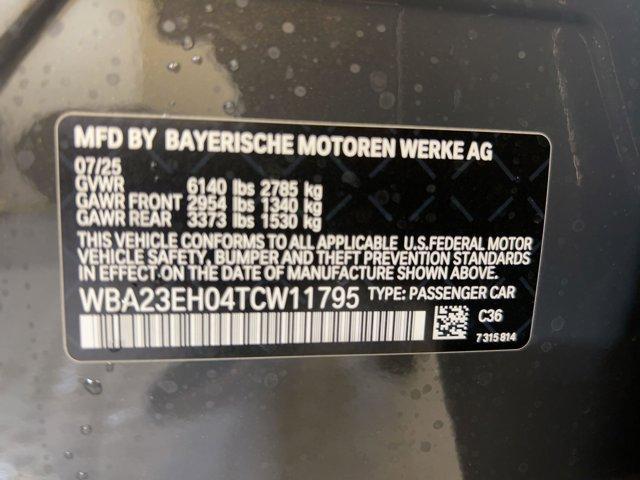 MFD BY BAYERISCHE MOTOREN WERKE AG
07/25
GVWR 6140 lbs 2785 kg
GAWR FRONT 2954 lbs 1340 kg
GAWR REAR 3373 lbs 1530 kg
THIS VEHICLE CONFORMS TO ALL APPLICABLE U.S.FEDERAL MOTOR
VEHICLE SAFETY, BUMPER AND THEFT PREVENTION STANDARDS
IN EFFECT ON THE DATE OF MANUFACTURE SHOWN ABOVE.
WBA23EH04TCW11795 TYPE: PASSENGER CAR
C36
7 315 814